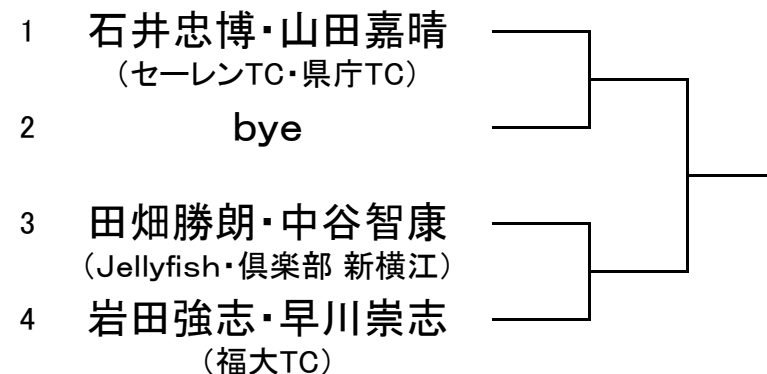 1 石井忠博・山田嘉晴
（セーレンTC・県庁TC）
2 bye
3 田畑勝朗・中谷智康
（Jellyfish・倶楽部 新横江）
4 岩田強志・早川崇志
（福大TC）